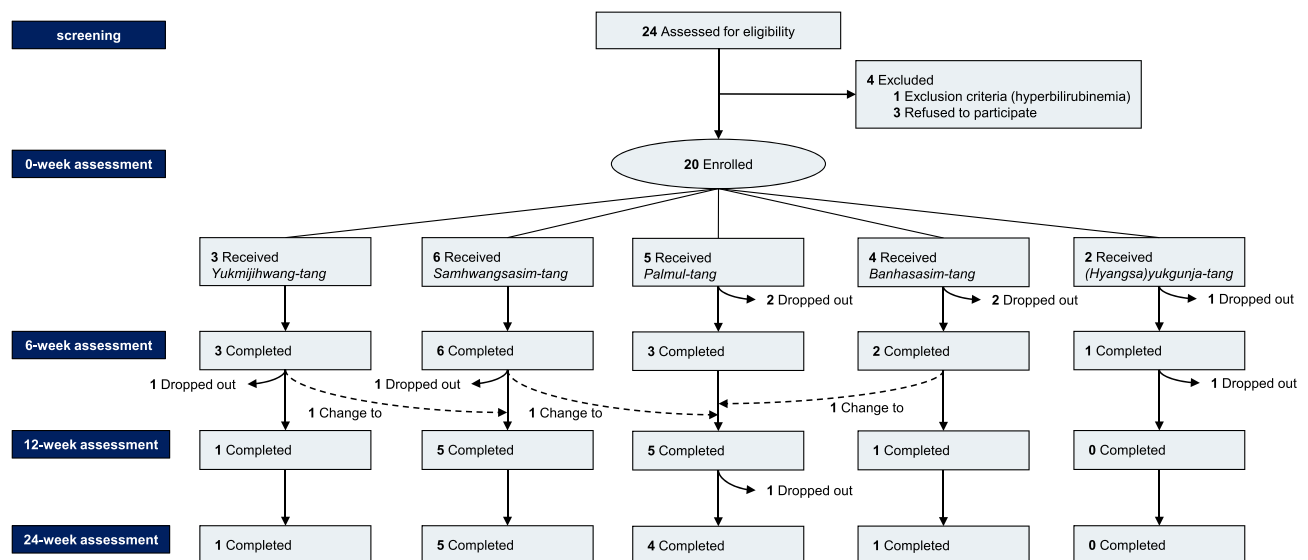 screening
24 Assessed for eligibility
4 Excluded
1 Exclusion criteria (hyperbilirubinemia)
3 Refused to participate
0-week assessment
20 Enrolled
3 Received
Yukmijihwang-tang
6 Received
Samhwangsasim-tang
5 Received
Palmul-tang
4 Received
Banhasasim-tang
2 Received
(Hyangsa)yukgunja-tang
2 Dropped out
2 Dropped out
1 Dropped out
6-week assessment
3 Completed
6 Completed
3 Completed
2 Completed
1 Completed
1 Dropped out
1 Dropped out
1 Dropped out
1 Change to
1 Change to
1 Change to
12-week assessment
1 Completed
5 Completed
5 Completed
1 Completed
0 Completed
1 Dropped out
24-week assessment
1 Completed
5 Completed
4 Completed
1 Completed
0 Completed